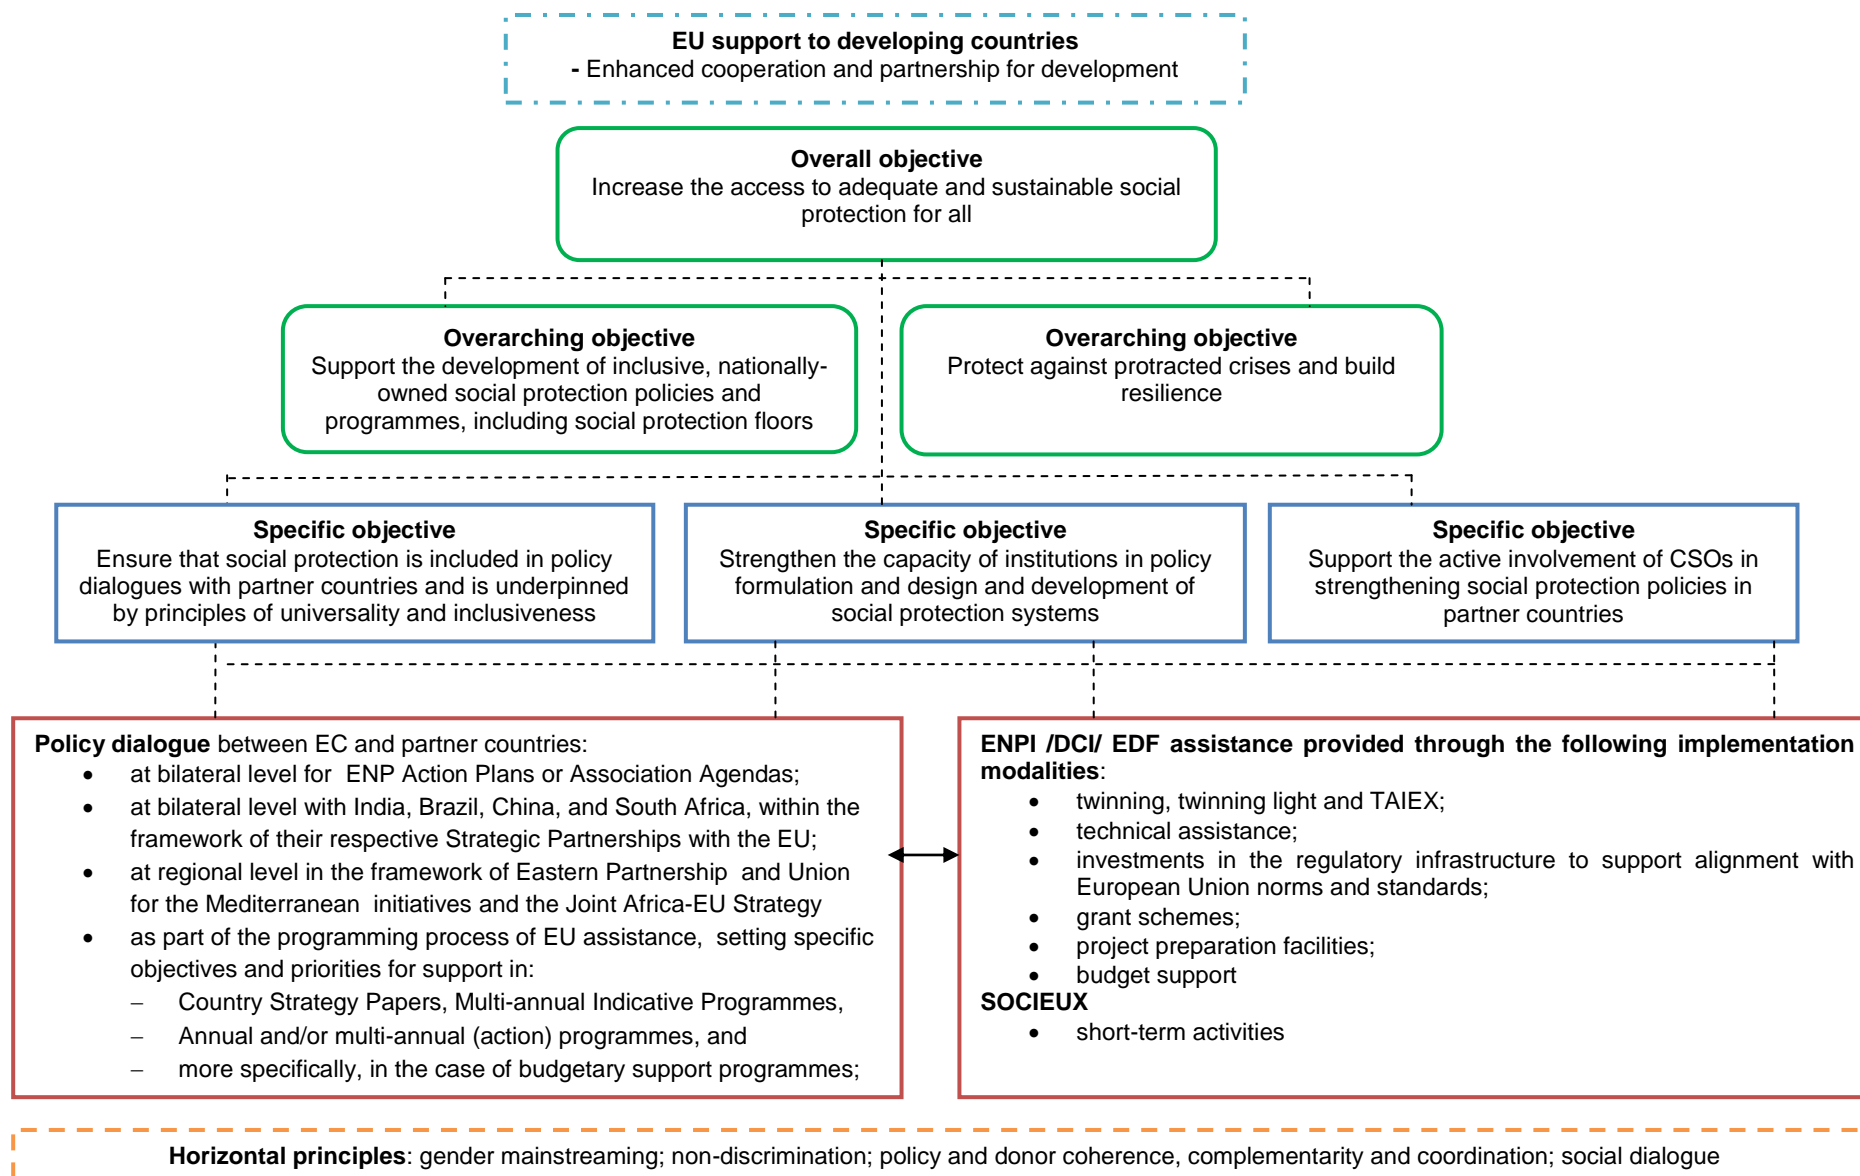 EU support to developing countries
- Enhanced cooperation and partnership for development
Overall objective
Increase the access to adequate and sustainable social
protection for all
Overarching objective
Support the development of inclusive, nationally-
owned social protection policies and
programmes, including social protection floors
Overarching objective
Protect against protracted crises and build
resilience
Specific objective
Ensure that social protection is included in policy
dialogues with partner countries and is underpinned
by principles of universality and inclusiveness
Specific objective
Strengthen the capacity of institutions in policy
formulation and design and development of
social protection systems
Specific objective
Support the active involvement of CSOs in
strengthening social protection policies in
partner countries
Policy dialogue between EC and partner countries:
• at bilateral level for ENP Action Plans or Association Agendas;
• at bilateral level with India, Brazil, China, and South Africa, within the
framework of their respective Strategic Partnerships with the EU;
• at regional level in the framework of Eastern Partnership and Union
for the Mediterranean initiatives and the Joint Africa-EU Strategy
• as part of the programming process of EU assistance, setting specific
objectives and priorities for support in:
– Country Strategy Papers, Multi-annual Indicative Programmes,
– Annual and/or multi-annual (action) programmes, and
– more specifically, in the case of budgetary support programmes;
ENPI /DCI/ EDF assistance provided through the following implementation
modalities:
• twinning, twinning light and TAIEX;
• technical assistance;
• investments in the regulatory infrastructure to support alignment with
European Union norms and standards;
• grant schemes;
• project preparation facilities;
• budget support
SOCIEUX
• short-term activities
Horizontal principles: gender mainstreaming; non-discrimination; policy and donor coherence, complementarity and coordination; social dialogue